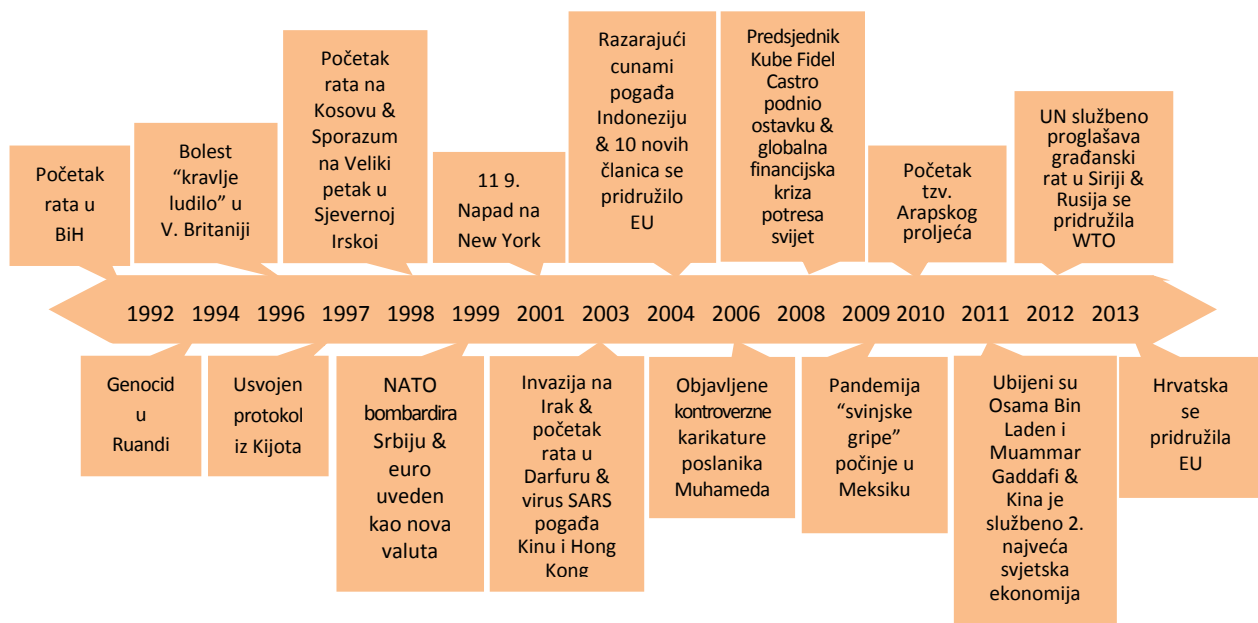 Početak
rata u
BiH
Bolest
“kravlje
ludilo” u
V. Britaniji
Početak
rata na
Kosovu &
Sporazum
na Veliki
petak u
Sjevernoj
Irskoj
11 9.
Napad na
New York
Razarajući
cunami
pogađa
Indoneziju
& 10 novih
članica se
pridružilo
EU
Predsjednik
Kube Fidel
Castro
podnio
ostavku &
globalna
financijska
kriza
potresa
svijet
Početak
tzv.
Arapskog
proljeća
UN službeno
proglašava
građanski
rat u Siriji &
Rusija se
pridružila
WTO
1992 1994 1996 1997 1998 1999 2001 2003 2004 2006 2008 2009 2010 2011 2012 2013
Genocid
u
Ruandi
Usvojen
protokol
iz Kijota
NATO
bombardira
Srbiju &
euro
uveden
kao nova
valuta
Invazija na
Irak &
početak
rata u
Darfuru &
virus SARS
pogađa
Kinu i Hong
Kong
Objavljene
kontroverzne
karikature
poslanika
Muhameda
Pandemija
“svinjske
gripe”
počinje u
Meksiku
Ubijeni su
Osama Bin
Laden i
Muammar
Gaddafi &
Kina je
službeno 2.
najveća
svjetska
ekonomija
Hrvatska
se
pridružila
EU